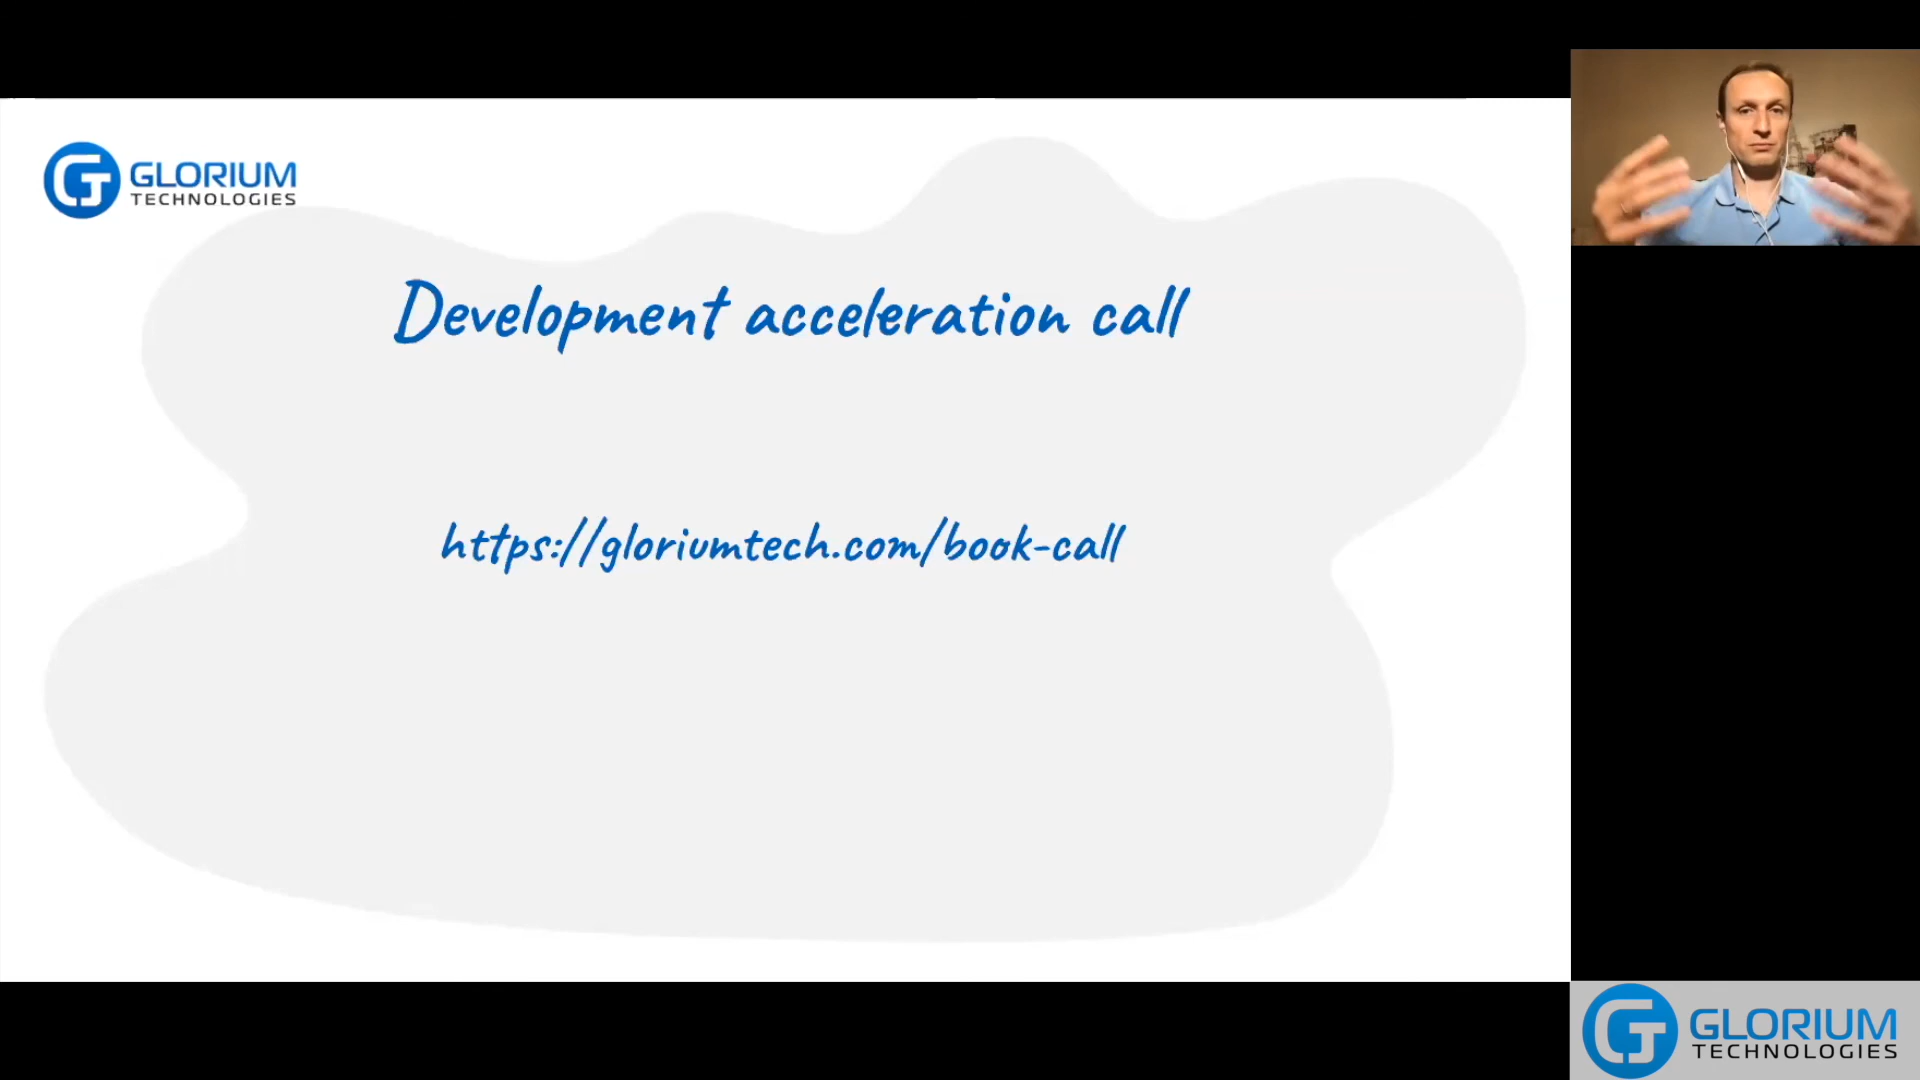 GLORIUM
TECHNOLOGIES
Development acceleration call
https://gloriumtech.com/book-call
GLORIUM
TECHNOLOGIES